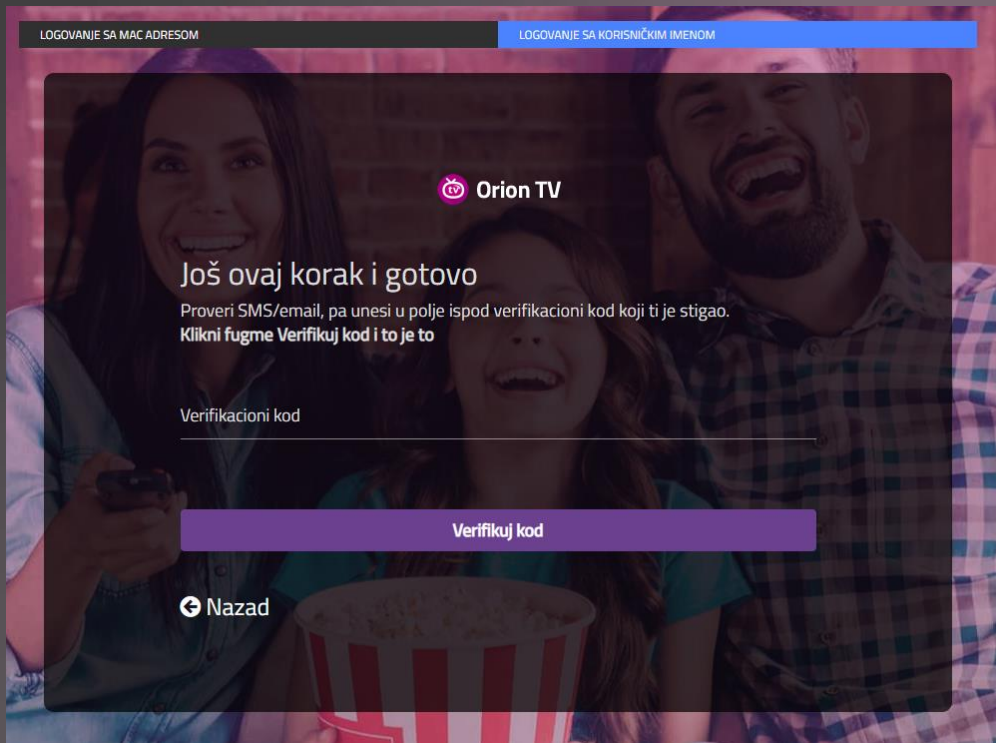 LOGOVANJE SA MAC ADRESOM
LOGOVANJE SA KORISNIČKIM IMENOM
tv Orion TV
Još ovaj korak i gotovo
Proveri SMS/email, pa unesi u polje ispod verifikacioni kod koji ti je stigao.
Klikni fugme Verifikuj kod i to je to
Verifikacioni kod
Verifikuj kod
Nazad